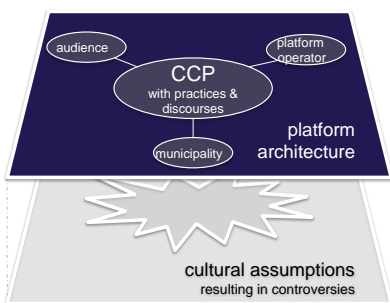 audience
platform
operator
CCP
with practices &
discourses
municipality
platform
architecture
cultural assumptions
resulting in controversies